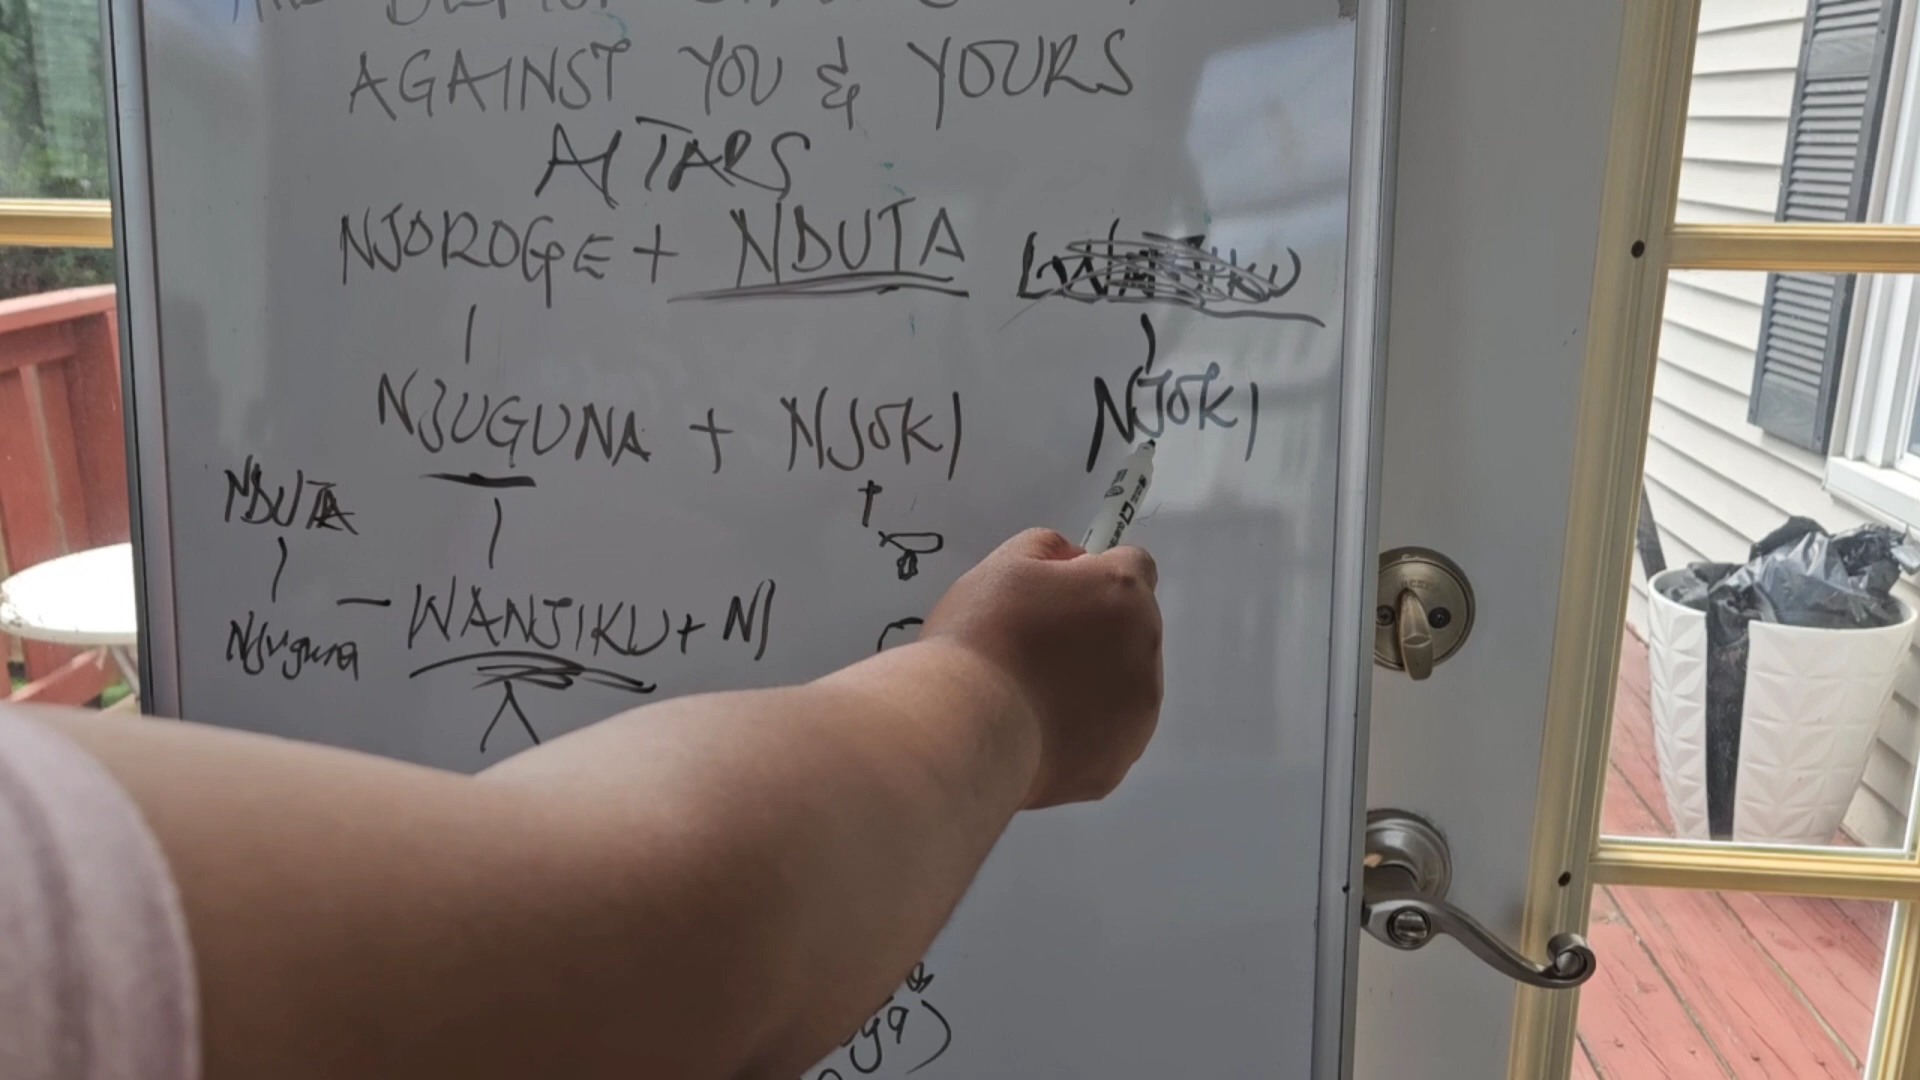 AGAINST YOU & YOURS
AlTARS
NJOROGE + NDUTA
NJUGUNA + NJOKI NJOKI
NDUTA
Njuguna - WANJIKU + NJ